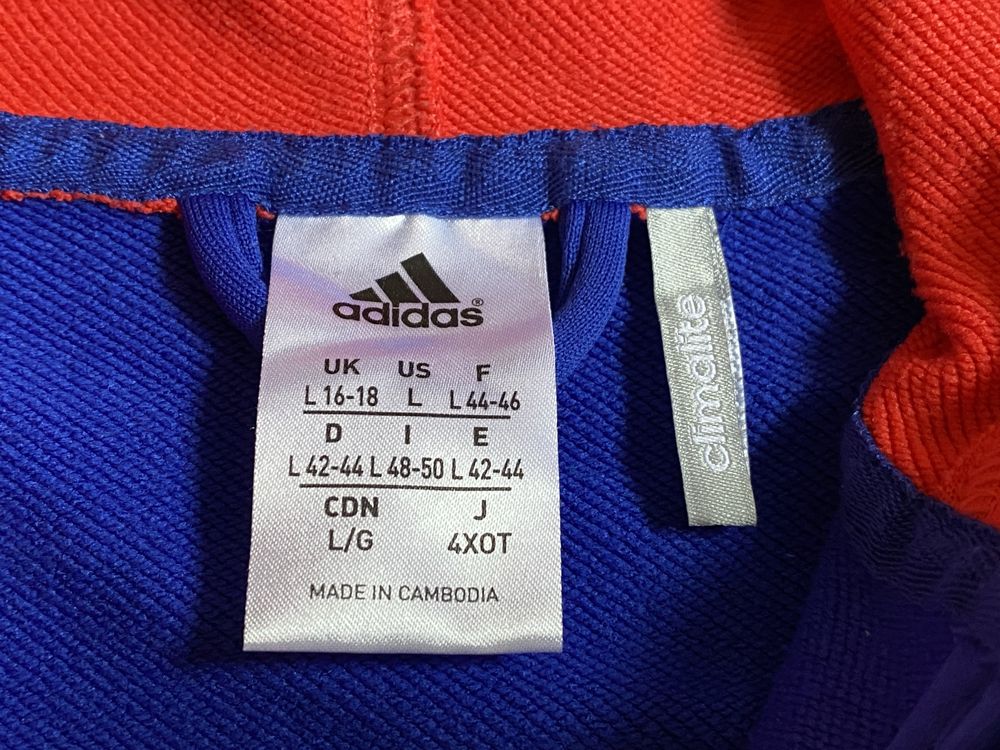 adidas®
UK US F
L 16-18 L L 44-46
D I E
L 42-44 L 48-50 L 42-44
CDN J
L/G 4XOT
MADE IN CAMBODIA
climalite